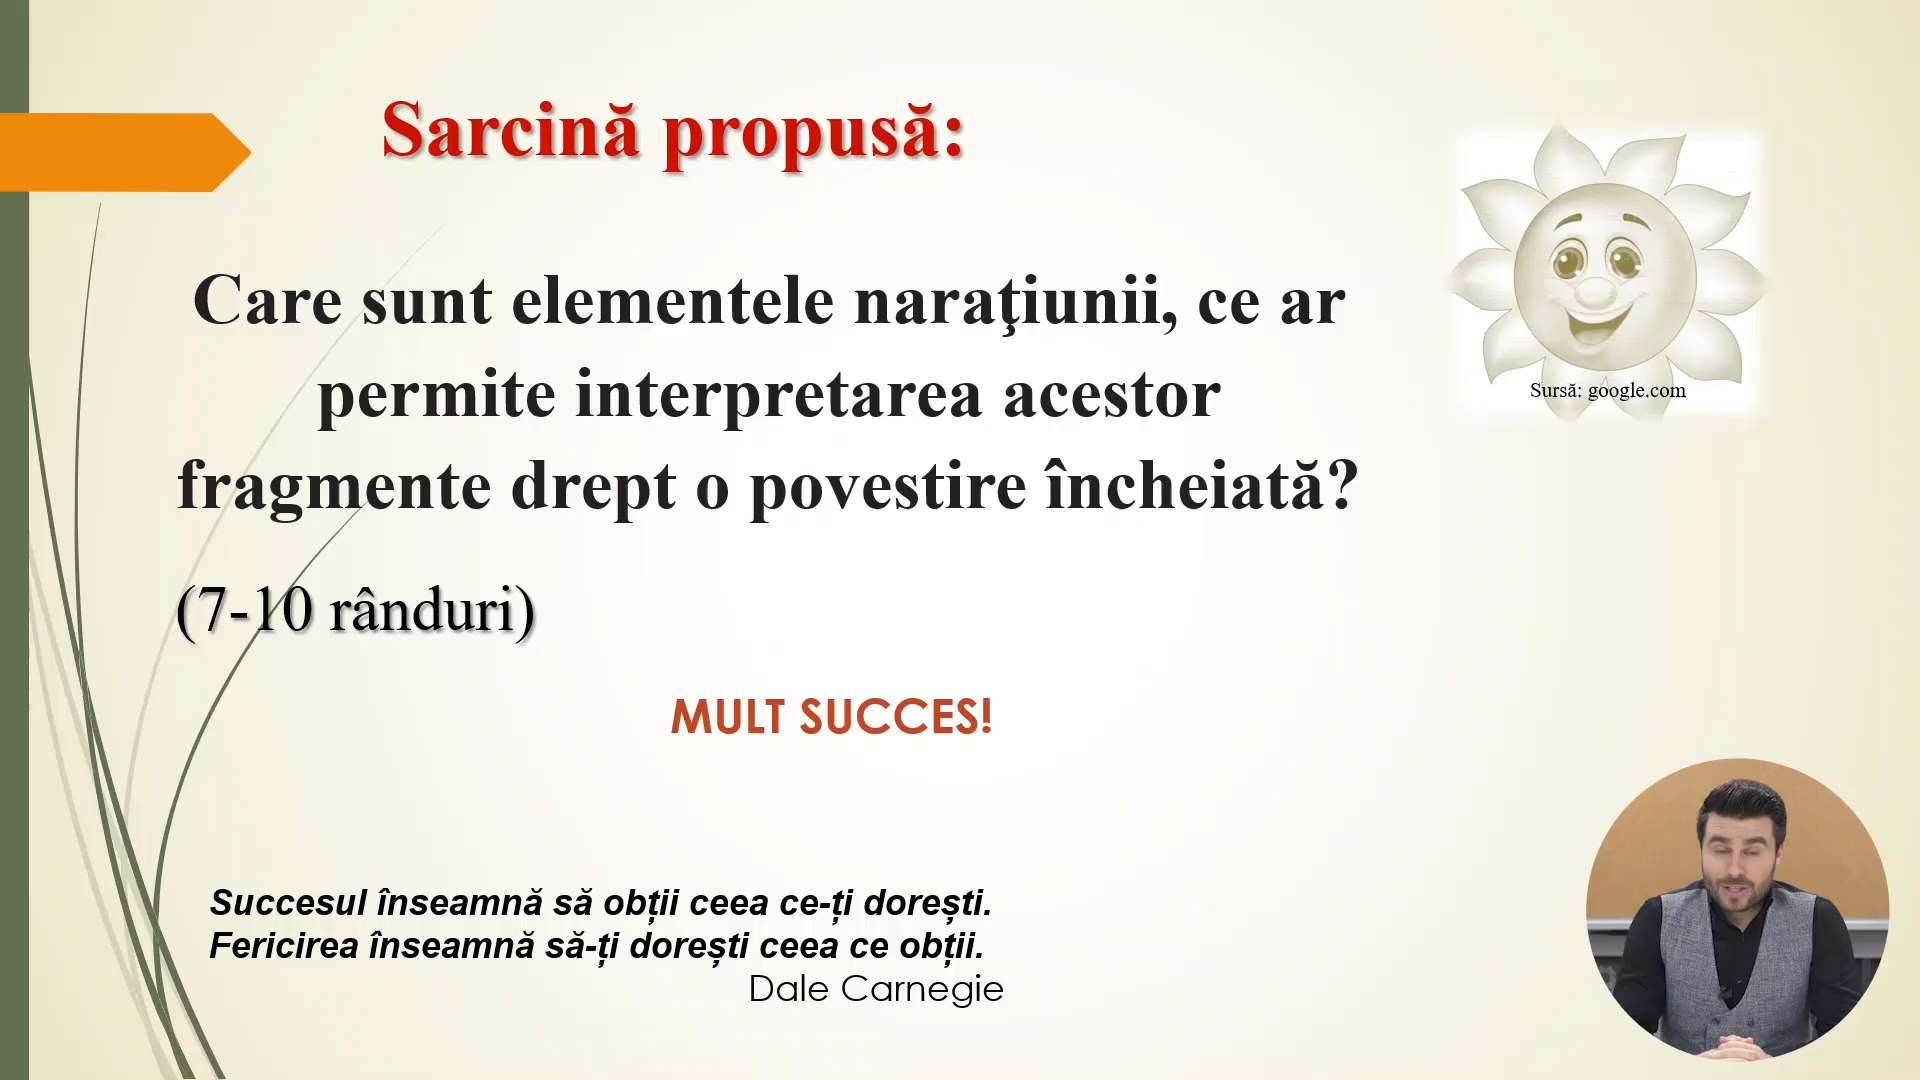 Sarcină propusă:
Care sunt elementele naraţiunii, ce ar
permite interpretarea acestor
fragmente drept o povestire încheiată?
(7-10 rânduri)
MULT SUCCES!
Sursă: google.com
Succesul înseamnă să obții ceea ce-ți dorești.
Fericirea înseamnă să-ți dorești ceea ce obții.
Dale Carnegie